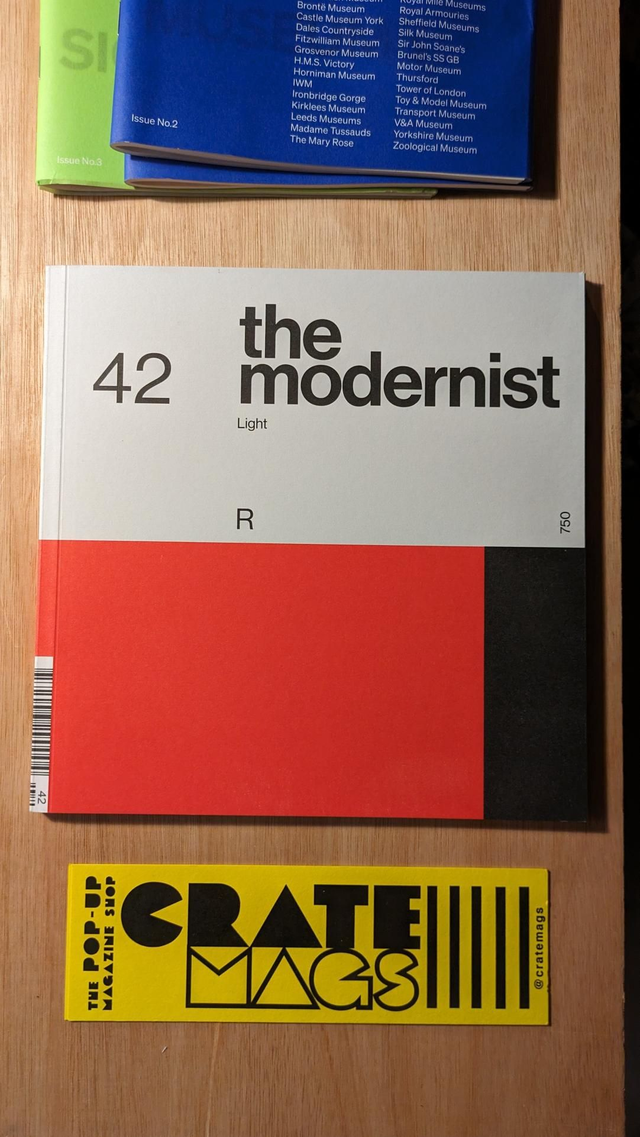 Brontë Museum
Castle Museum York
Dales Countryside
Fitzwilliam Museum
Grosvenor Museum
H.M.S. Victory
Horniman Museum
IWM
Ironbridge Gorge
Kirklees Museum
Leeds Museums
Madame Tussauds
The Mary Rose
Royal Mile Museums
Royal Armouries
Sheffield Museums
Silk Museum
Sir John Soane's
Brunel's SS GB
Motor Museum
Thursford
Tower of London
Toy & Model Museum
Transport Museum
V&A Museum
Yorkshire Museum
Zoological Museum
Issue No.2
Issue No.3
42
the
modernist
Light
R
750
42
THE POP-UP
MAGAZINE SHOP
CRATE
MAGS
@cratemags